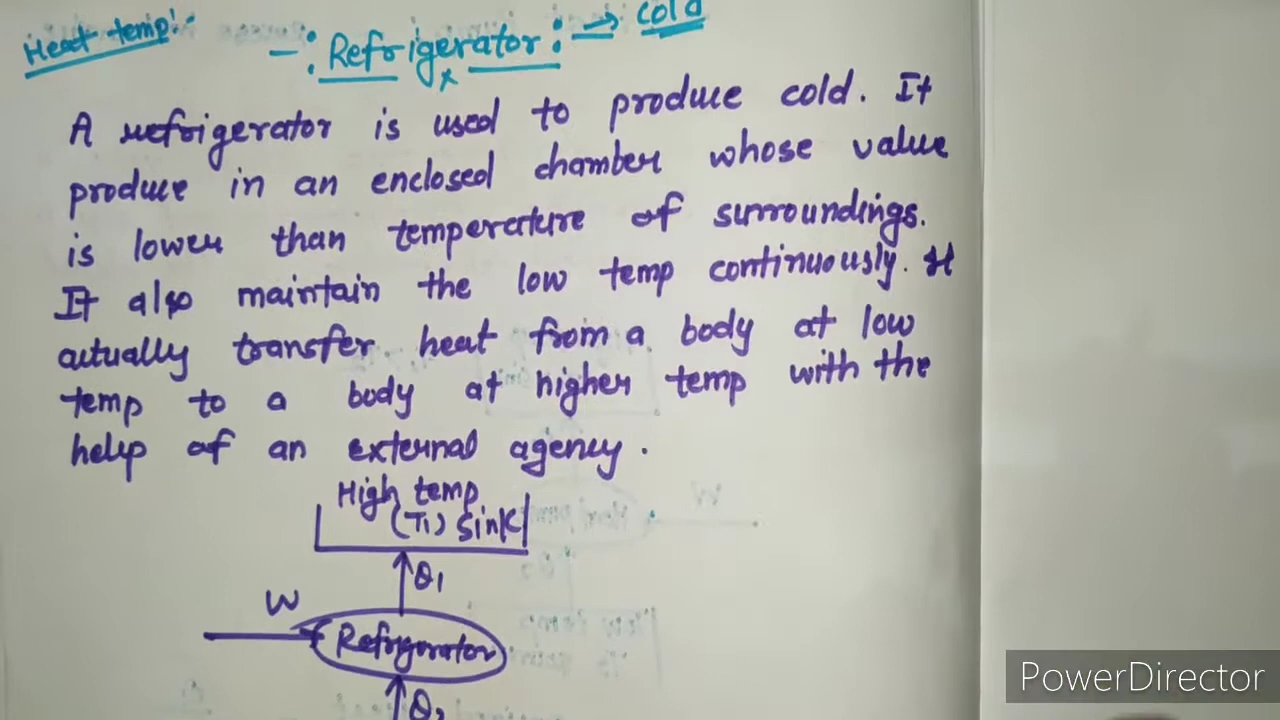 Heat temp:-
-: Refrigerator :- → cold
A refrigerator is used to produce cold. It
produce in an enclosed chamber whose value
is lower than temperature of surroundings.
It also maintain the low temp continuously. It
actually transfer heat from a body at low
temp to a body at higher temp with the
help of an external agency.
High temp
(T1) Sink
Q1
W
Refrigerator
Q2
PowerDirector